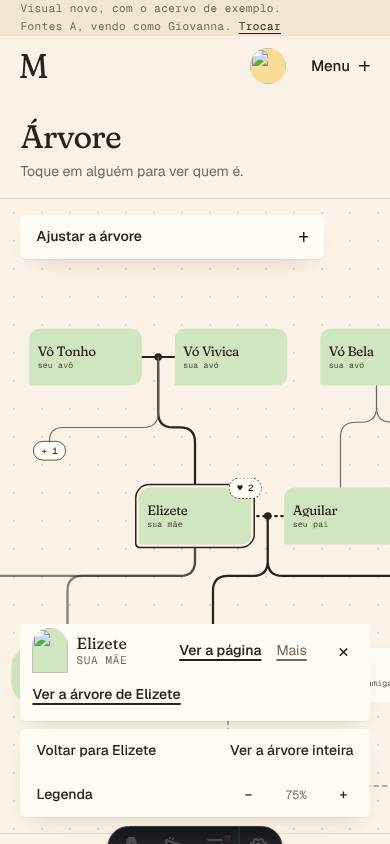 Visual novo, com o acervo de exemplo.
Fontes A, vendo como Giovanna. Trocar
M
Menu +
Árvore
Toque em alguém para ver quem é.
Ajustar a árvore +
Vô Tonho
seu avô
Vó Vivica
sua avó
Vó Bela
sua avó
+ 1
♥ 2
Elizete
sua mãe
Aguilar
seu pai
Elizete
SUA MÃE
Ver a página
Mais
×
Ver a árvore de Elizete
Voltar para Elizete
Ver a árvore inteira
Legenda
− 75% +